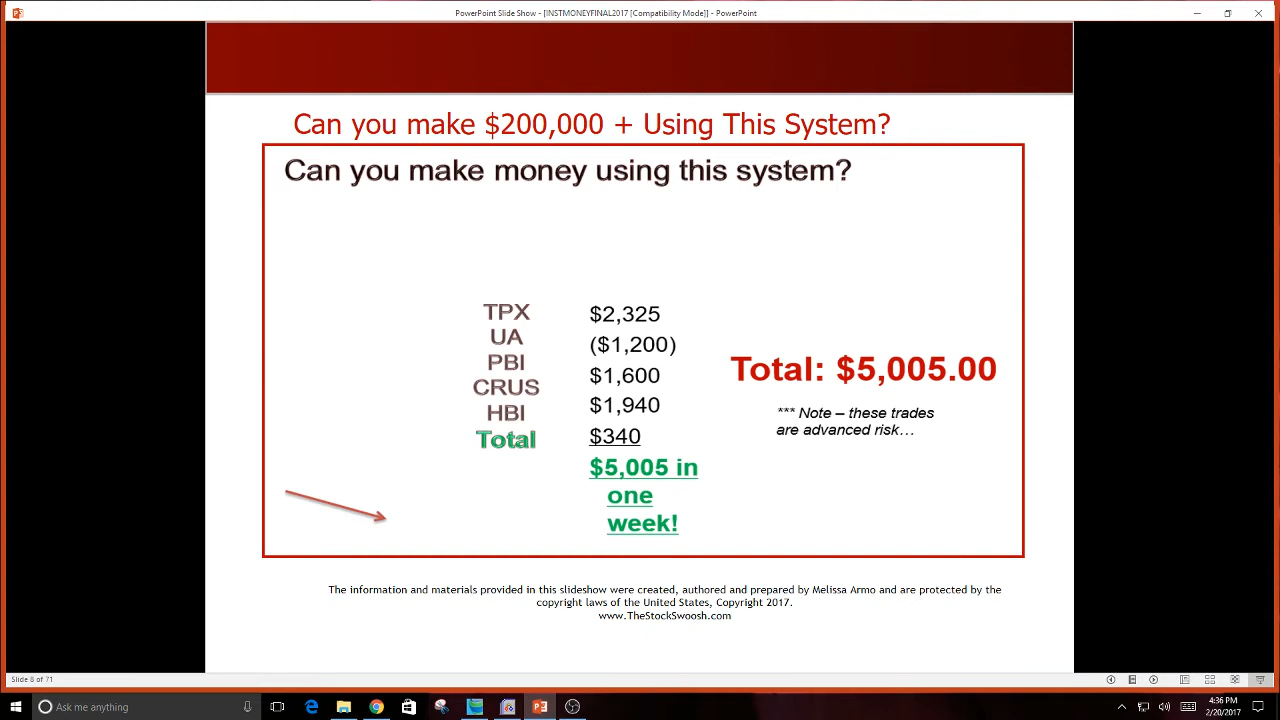 PowerPoint Slide Show - [INSTMONEYFINAL2017 [Compatibility Mode]] - PowerPoint
Can you make $200,000 + Using This System?
Can you make money using this system?
TPX $2,325
UA ($1,200)
PBI $1,600
CRUS $1,940
HBI $340
Total $5,005 in
one
week!
Total: $5,005.00
*** Note – these trades
are advanced risk…
The information and materials provided in this slideshow were created, authored and prepared by Melissa Armo and are protected by the
copyright laws of the United States, Copyright 2017.
www.TheStockSwoosh.com
Slide 8 of 71
Ask me anything
4:36 PM
2/20/2017